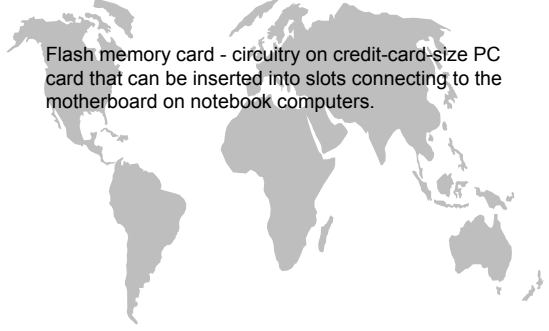 Flash memory card - circuitry on credit-card-size PC
card that can be inserted into slots connecting to the
motherboard on notebook computers.